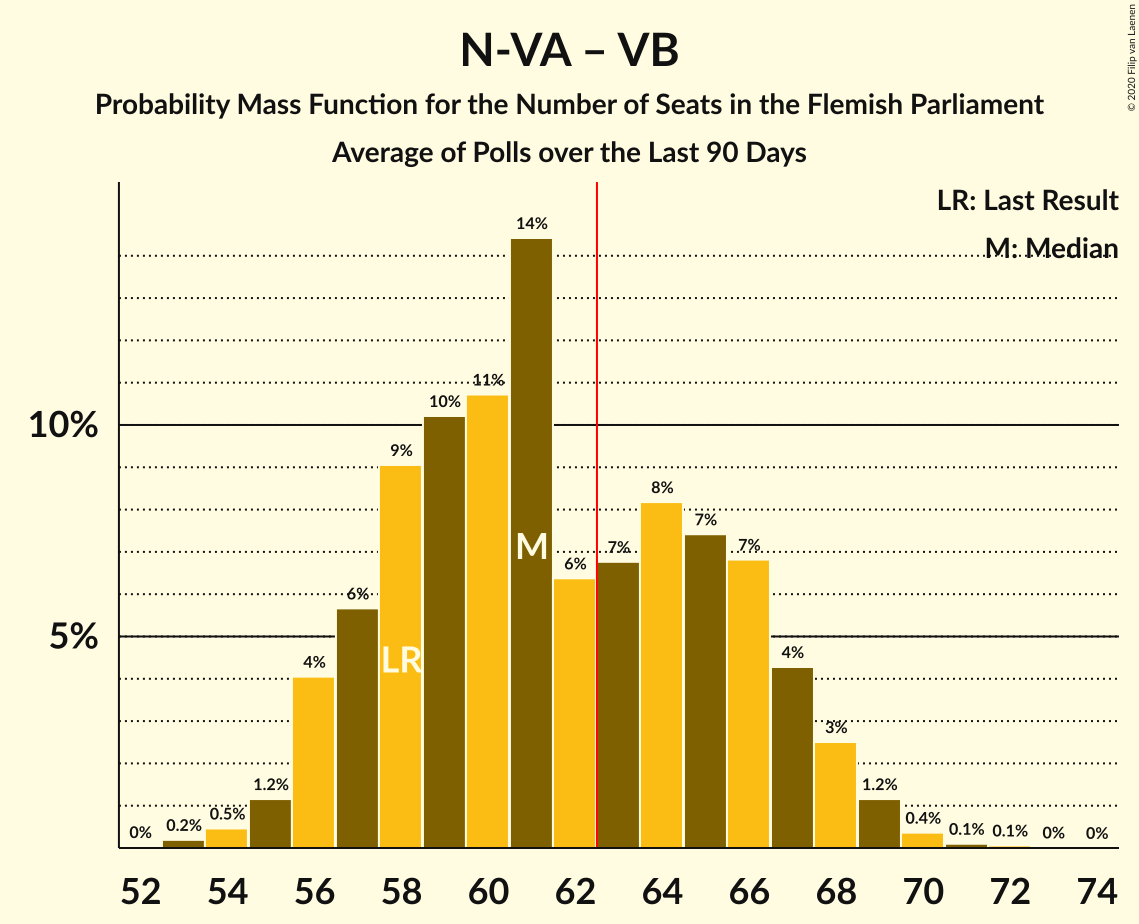 N-VA – VB
Probability Mass Function for the Number of Seats in the Flemish Parliament
Average of Polls over the Last 90 Days
© 2020 Filip van Laenen
LR: Last Result
M: Median
10%
5%
0%
0.2%
0.5%
1.2%
4%
6%
9%
10%
11%
14%
6%
7%
8%
7%
7%
4%
3%
1.2%
0.4%
0.1%
0.1%
0%
0%
LR
M
52 54 56 58 60 62 64 66 68 70 72 74